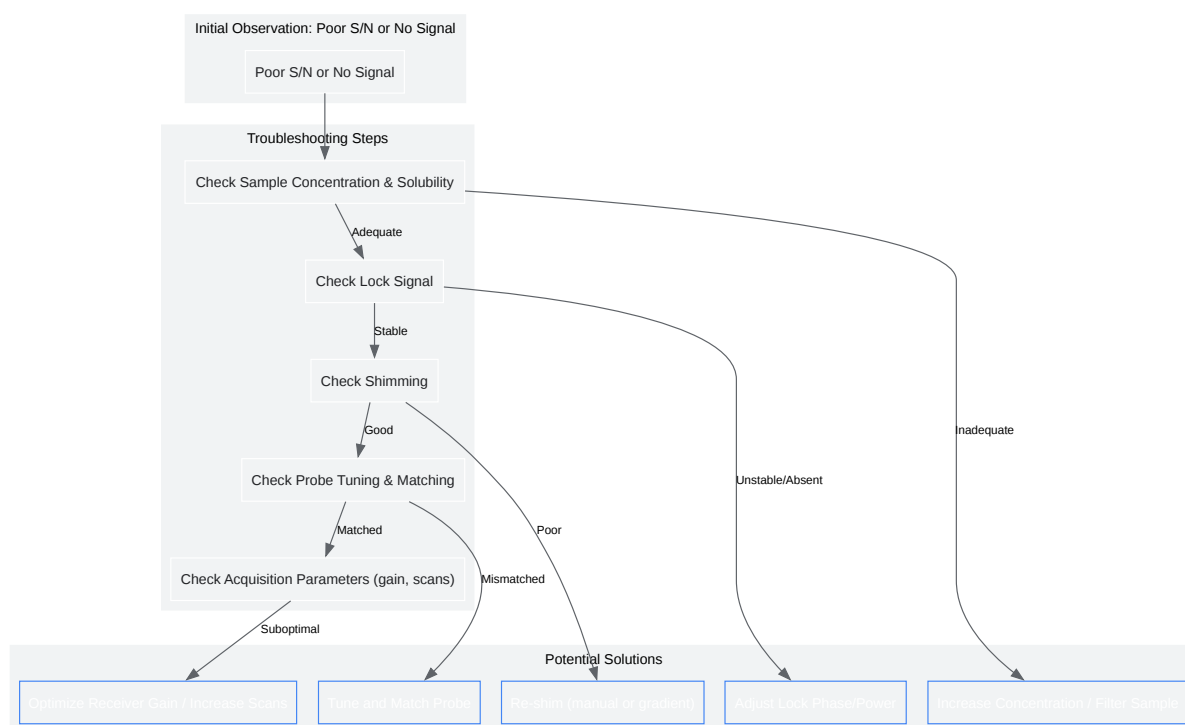 Initial Observation: Poor S/N or No Signal
Poor S/N or No Signal
Troubleshooting Steps
Check Sample Concentration & Solubility
Adequate
Check Lock Signal
Stable
Check Shimming
Good
Inadequate
Check Probe Tuning & Matching
Unstable/Absent
Matched
Poor
Check Acquisition Parameters (gain, scans)
Mismatched
Suboptimal
Potential Solutions
Optimize Receiver Gain / Increase Scans
Tune and Match Probe
Re-shim (manual or gradient)
Adjust Lock Phase/Power
Increase Concentration / Filter Sample